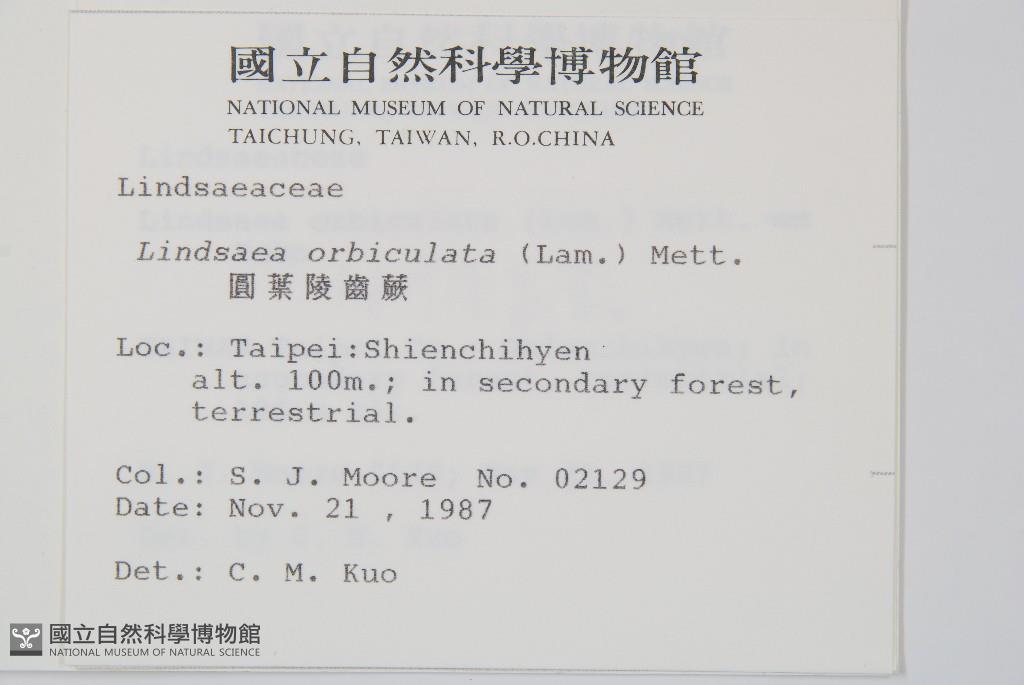 國立自然科學博物館
NATIONAL MUSEUM OF NATURAL SCIENCE
TAICHUNG, TAIWAN, R.O.CHINA
Lindsaeaceae
Lindsaea orbiculata (Lam.) Mett.
圓葉陵齒蕨
Loc.: Taipei:Shienchihyen
alt. 100m.; in secondary forest,
terrestrial.
Col.: S. J. Moore No. 02129
Date: Nov. 21 , 1987
Det.: C. M. Kuo
國立自然科學博物館
NATIONAL MUSEUM OF NATURAL SCIENCE